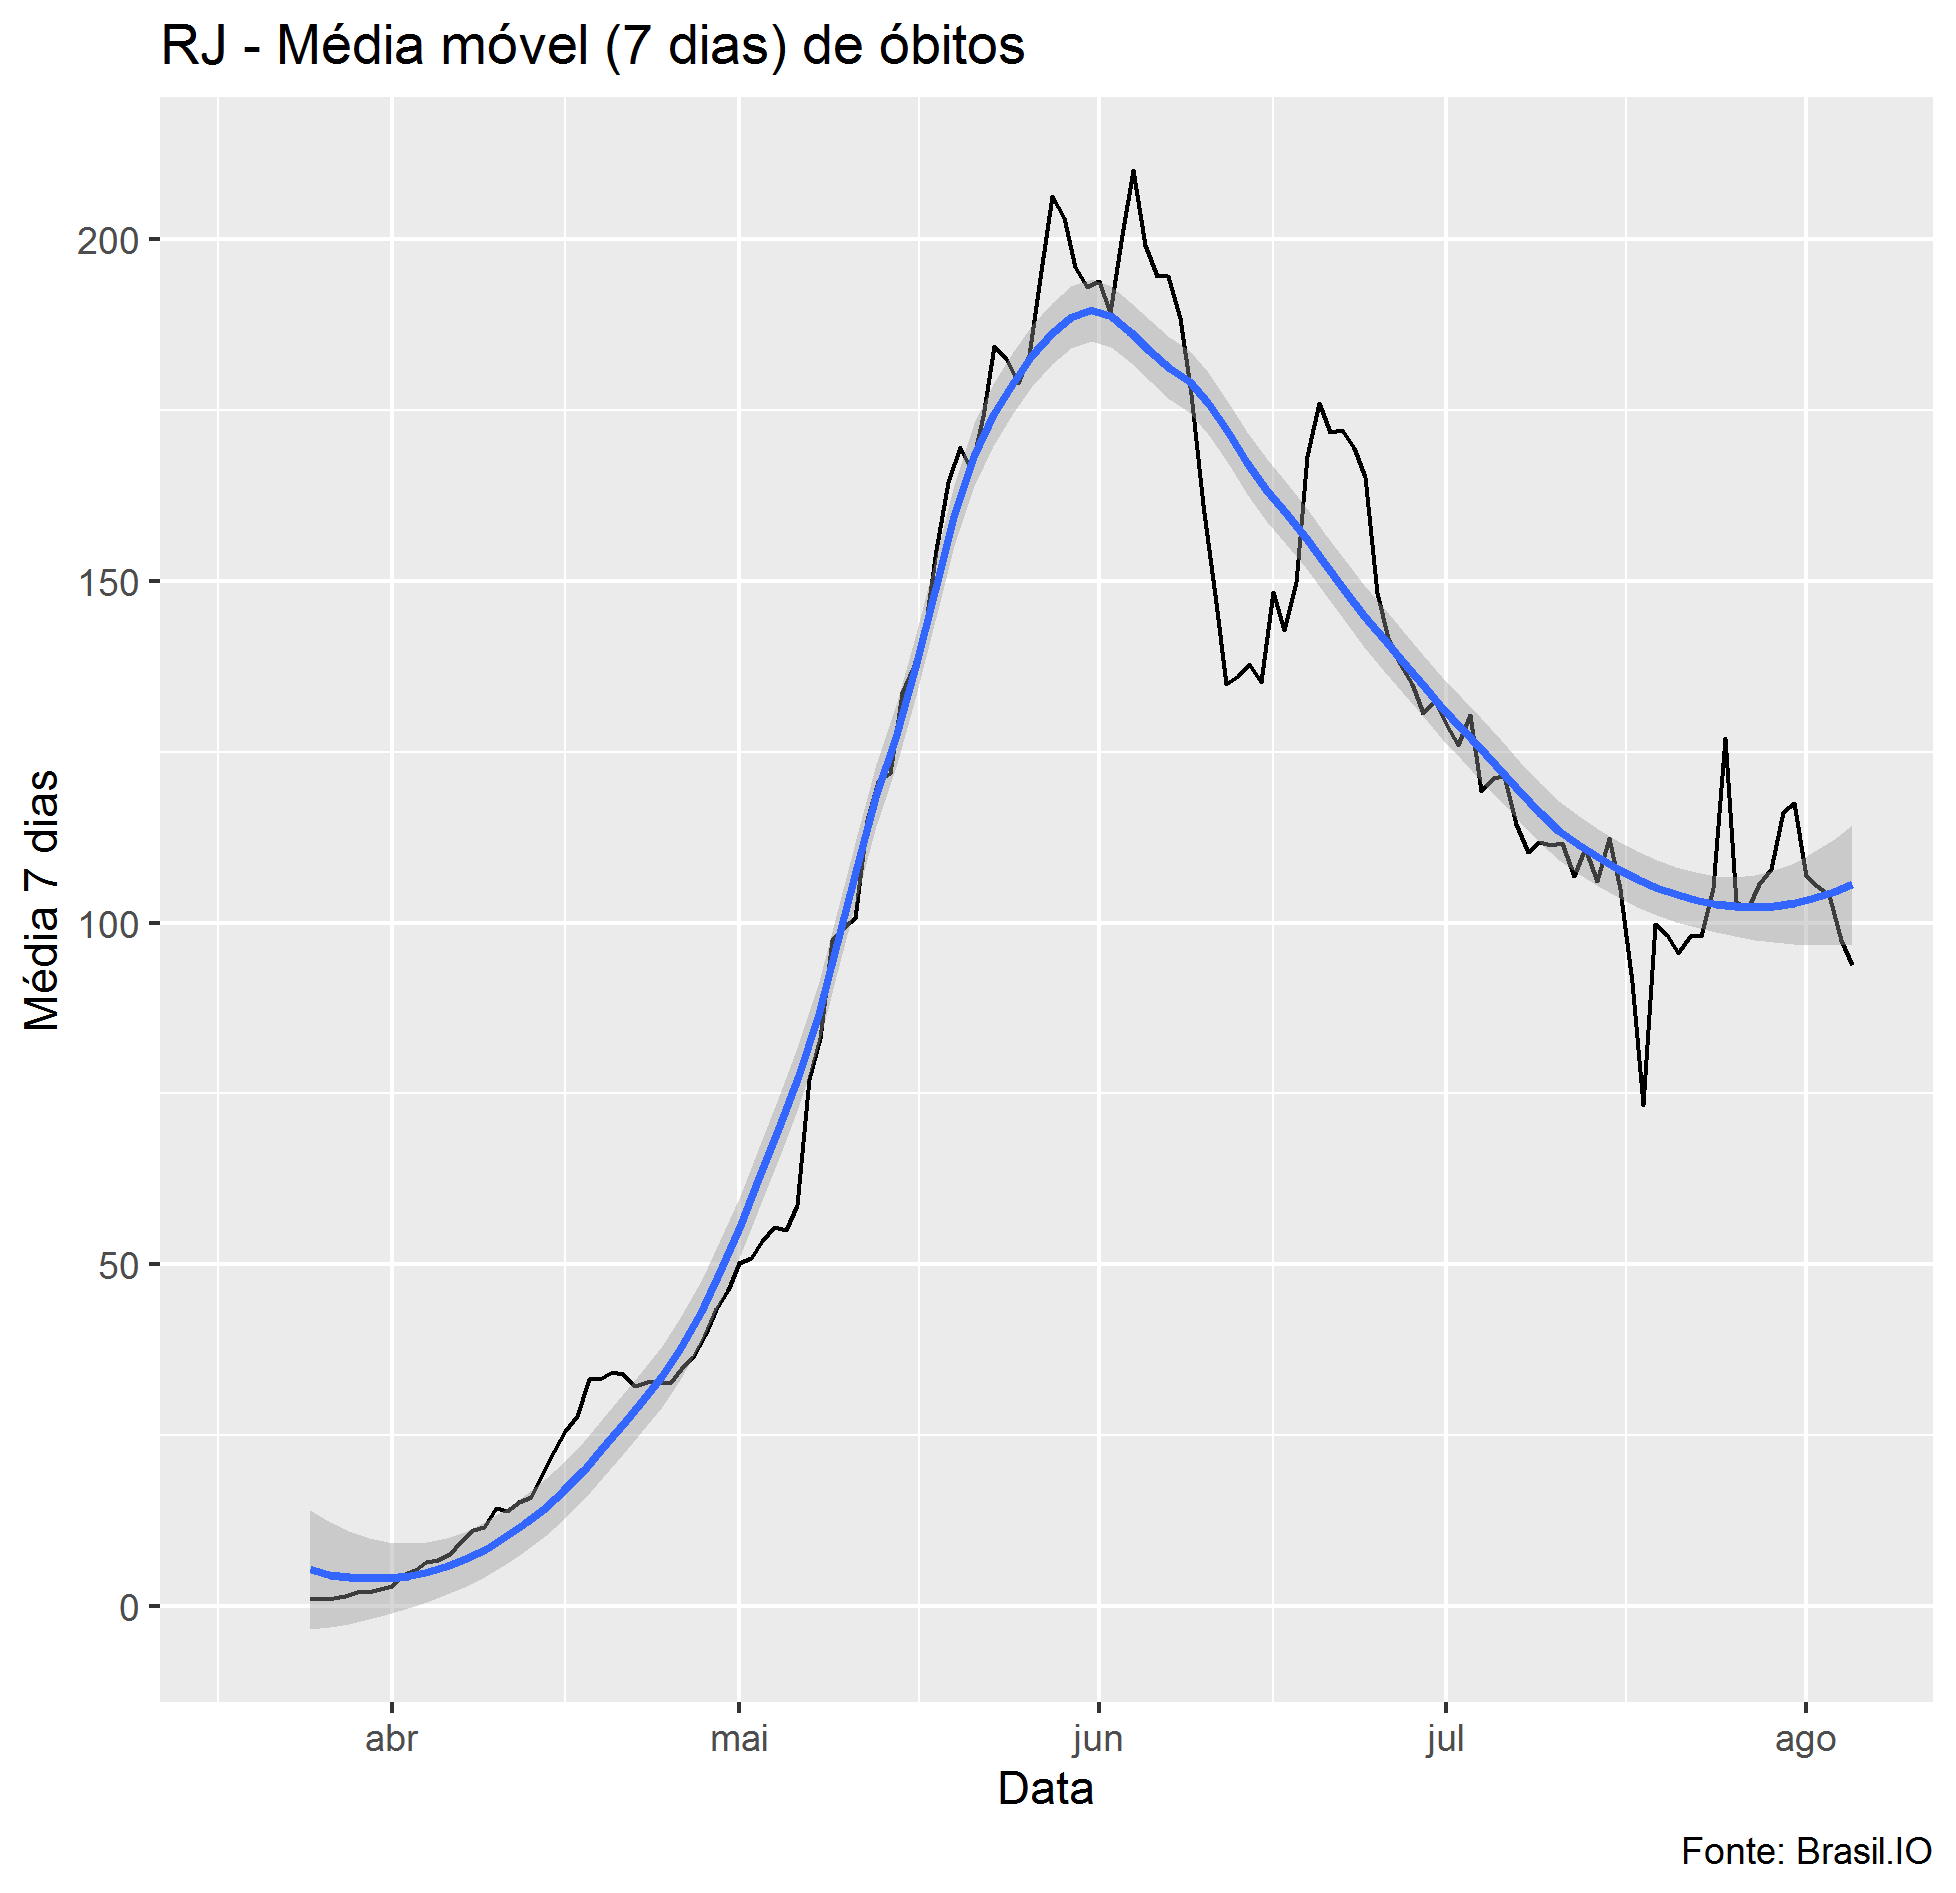 RJ - Média móvel (7 dias) de óbitos
Média 7 dias
200
150
100
50
0
abr mai jun jul ago
Data
Fonte: Brasil.IO